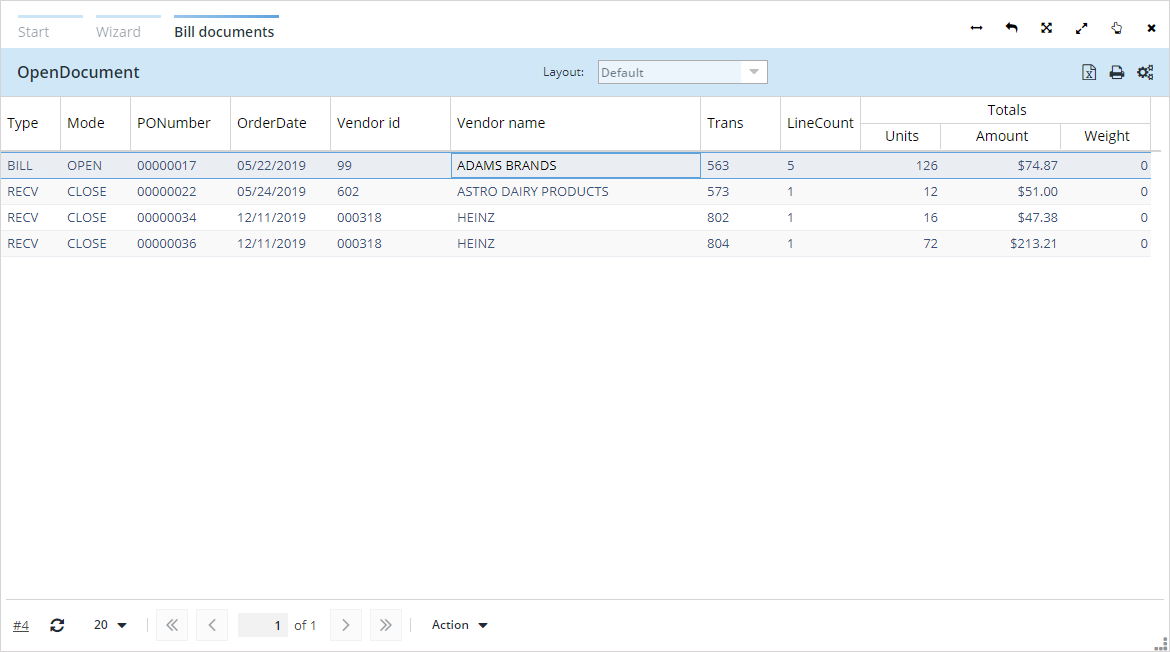 Start Wizard Bill documents
OpenDocument Layout: Default
Totals
Type Mode PONumber OrderDate Vendor id Vendor name Trans LineCount
Units Amount Weight
BILL OPEN 00000017 05/22/2019 99 ADAMS BRANDS 563 5 126 $74.87 0
RECV CLOSE 00000022 05/24/2019 602 ASTRO DAIRY PRODUCTS 573 1 12 $51.00 0
RECV CLOSE 00000034 12/11/2019 000318 HEINZ 802 1 16 $47.38 0
RECV CLOSE 00000036 12/11/2019 000318 HEINZ 804 1 72 $213.21 0
#4 20 1 of 1 Action